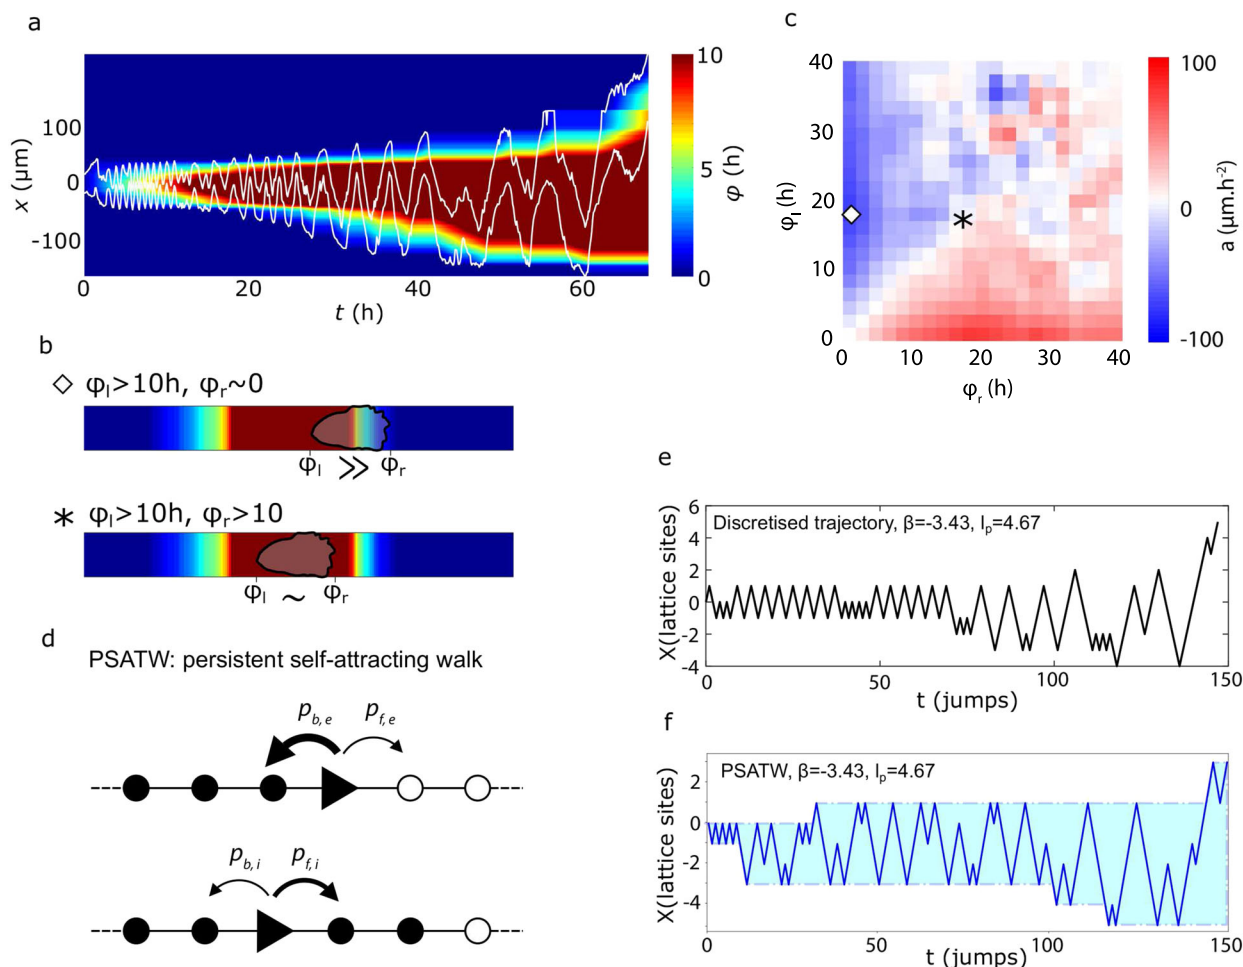 a
x (μm)
100
0
-100
0
20
40
60
t (h)
10
5
0
φ (h)
b
◇ φl>10h, φr~0
φl ≫ φr
* φl>10h, φr>10
φl ~ φr
c
φl (h)
40
30
20
10
0
0
10
20
30
40
φr (h)
100
0
-100
a (μm.h⁻²)
d
PSATW: persistent self-attracting walk
pb,e
pf,e
pb,i
pf,i
e
X(lattice sites)
6
4
2
0
-2
-4
Discretised trajectory, β=-3.43, lp=4.67
0
50
100
150
t (jumps)
f
X(lattice sites)
2
0
-2
-4
PSATW, β=-3.43, lp=4.67
0
50
100
150
t (jumps)